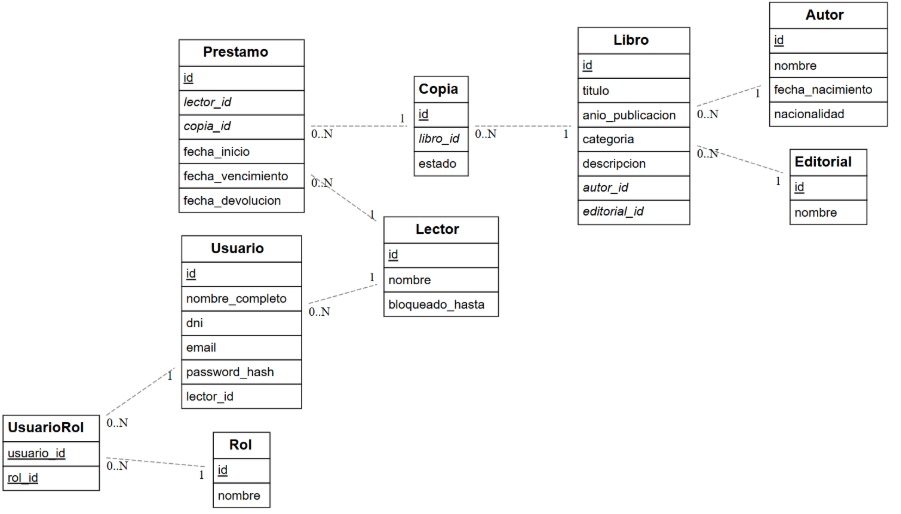 Prestamo
id
lector_id
copia_id
fecha_inicio
fecha_vencimiento
fecha_devolucion
0..N
1
0..N
1
Copia
id
libro_id
estado
0..N
1
Libro
id
titulo
anio_publicacion
categoria
descripcion
autor_id
editorial_id
0..N
1
0..N
1
Autor
id
nombre
fecha_nacimiento
nacionalidad
Editorial
id
nombre
Lector
id
nombre
bloqueado_hasta
1
0..N
Usuario
id
nombre_completo
dni
email
password_hash
lector_id
1
0..N
UsuarioRol
usuario_id
rol_id
0..N
1
Rol
id
nombre